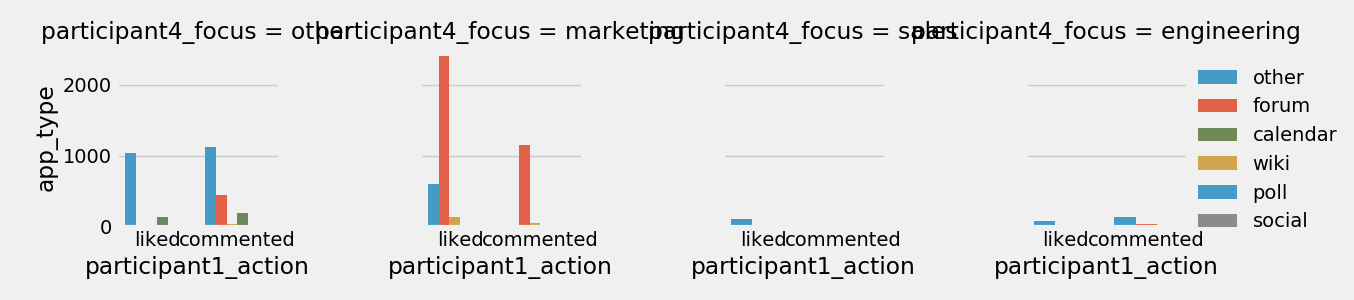 participant4_focus = other
participant4_focus = marketing
participant4_focus = sales
participant4_focus = engineering
app_type
2000
1000
0
liked
commented
liked
commented
liked
commented
liked
commented
participant1_action
participant1_action
participant1_action
participant1_action
other
forum
calendar
wiki
poll
social